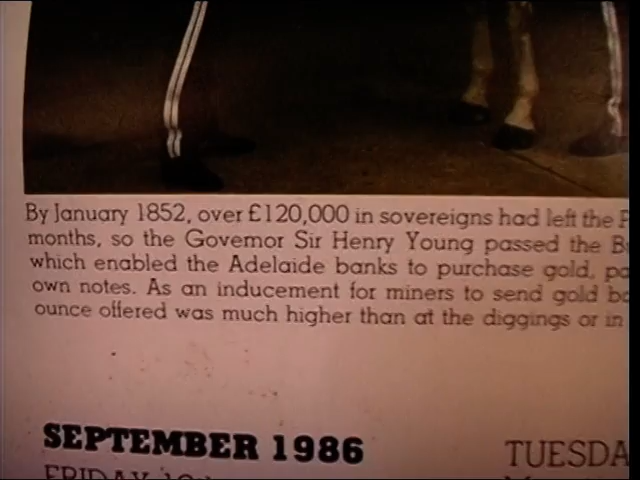 By January 1852, over £120,000 in sovereigns had left the
months, so the Governor Sir Henry Young passed the
which enabled the Adelaide banks to purchase gold,
own notes. As an inducement for miners to send gold
ounce offered was much higher than at the diggings or in
SEPTEMBER 1986
TUESDA
FRIDAY